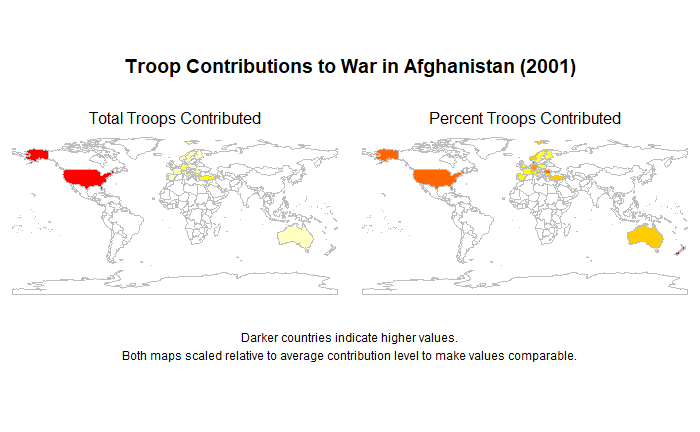 Troop Contributions to War in Afghanistan (2001)
Total Troops Contributed
Percent Troops Contributed
Darker countries indicate higher values.
Both maps scaled relative to average contribution level to make values comparable.